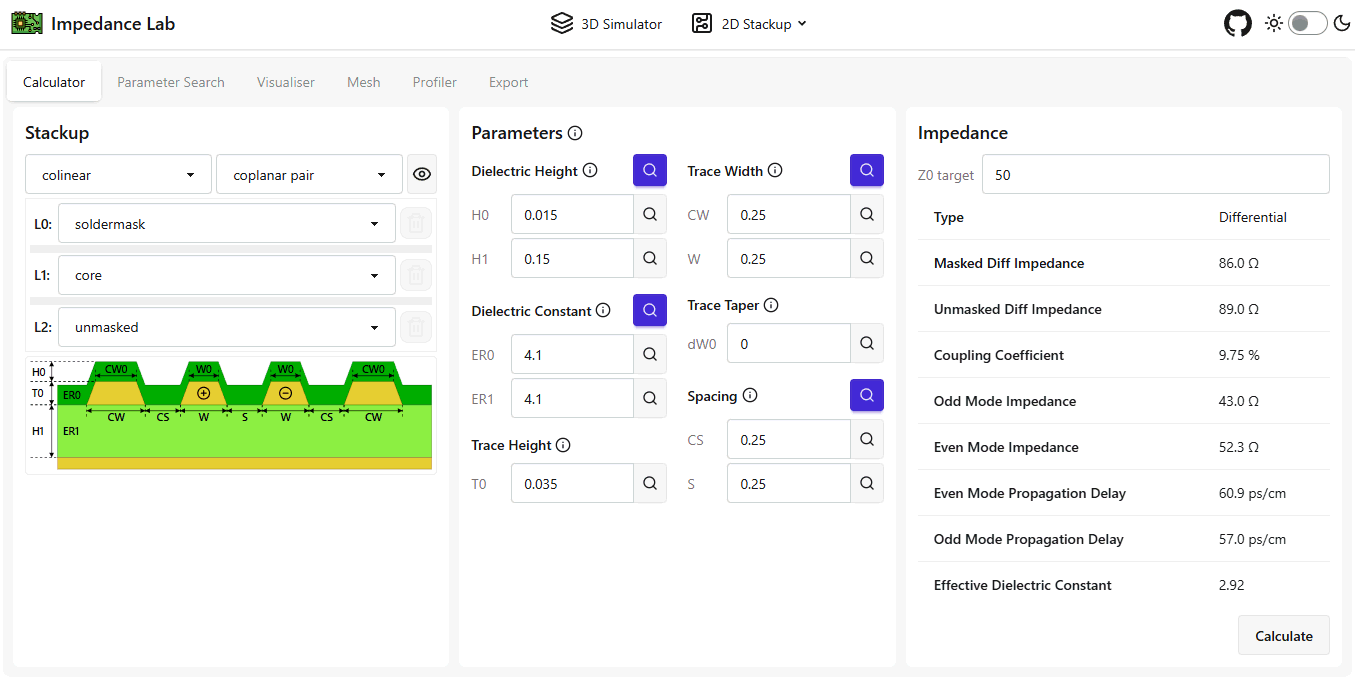 Impedance Lab
3D Simulator
2D Stackup
Calculator
Parameter Search
Visualiser
Mesh
Profiler
Export
Stackup
colinear
coplanar pair
L0:
soldermask
L1:
core
L2:
unmasked
H0
CW0
W0
W0
CW0
T0
ER0
CW
CS
W
S
W
CS
CW
H1
ER1
Parameters
Dielectric Height
H0
0.015
H1
0.15
Dielectric Constant
ER0
4.1
ER1
4.1
Trace Height
T0
0.035
Trace Width
CW
0.25
W
0.25
Trace Taper
dW0
0
Spacing
CS
0.25
S
0.25
Impedance
Z0 target
50
Type
Differential
Masked Diff Impedance
86.0 Ω
Unmasked Diff Impedance
89.0 Ω
Coupling Coefficient
9.75 %
Odd Mode Impedance
43.0 Ω
Even Mode Impedance
52.3 Ω
Even Mode Propagation Delay
60.9 ps/cm
Odd Mode Propagation Delay
57.0 ps/cm
Effective Dielectric Constant
2.92
Calculate